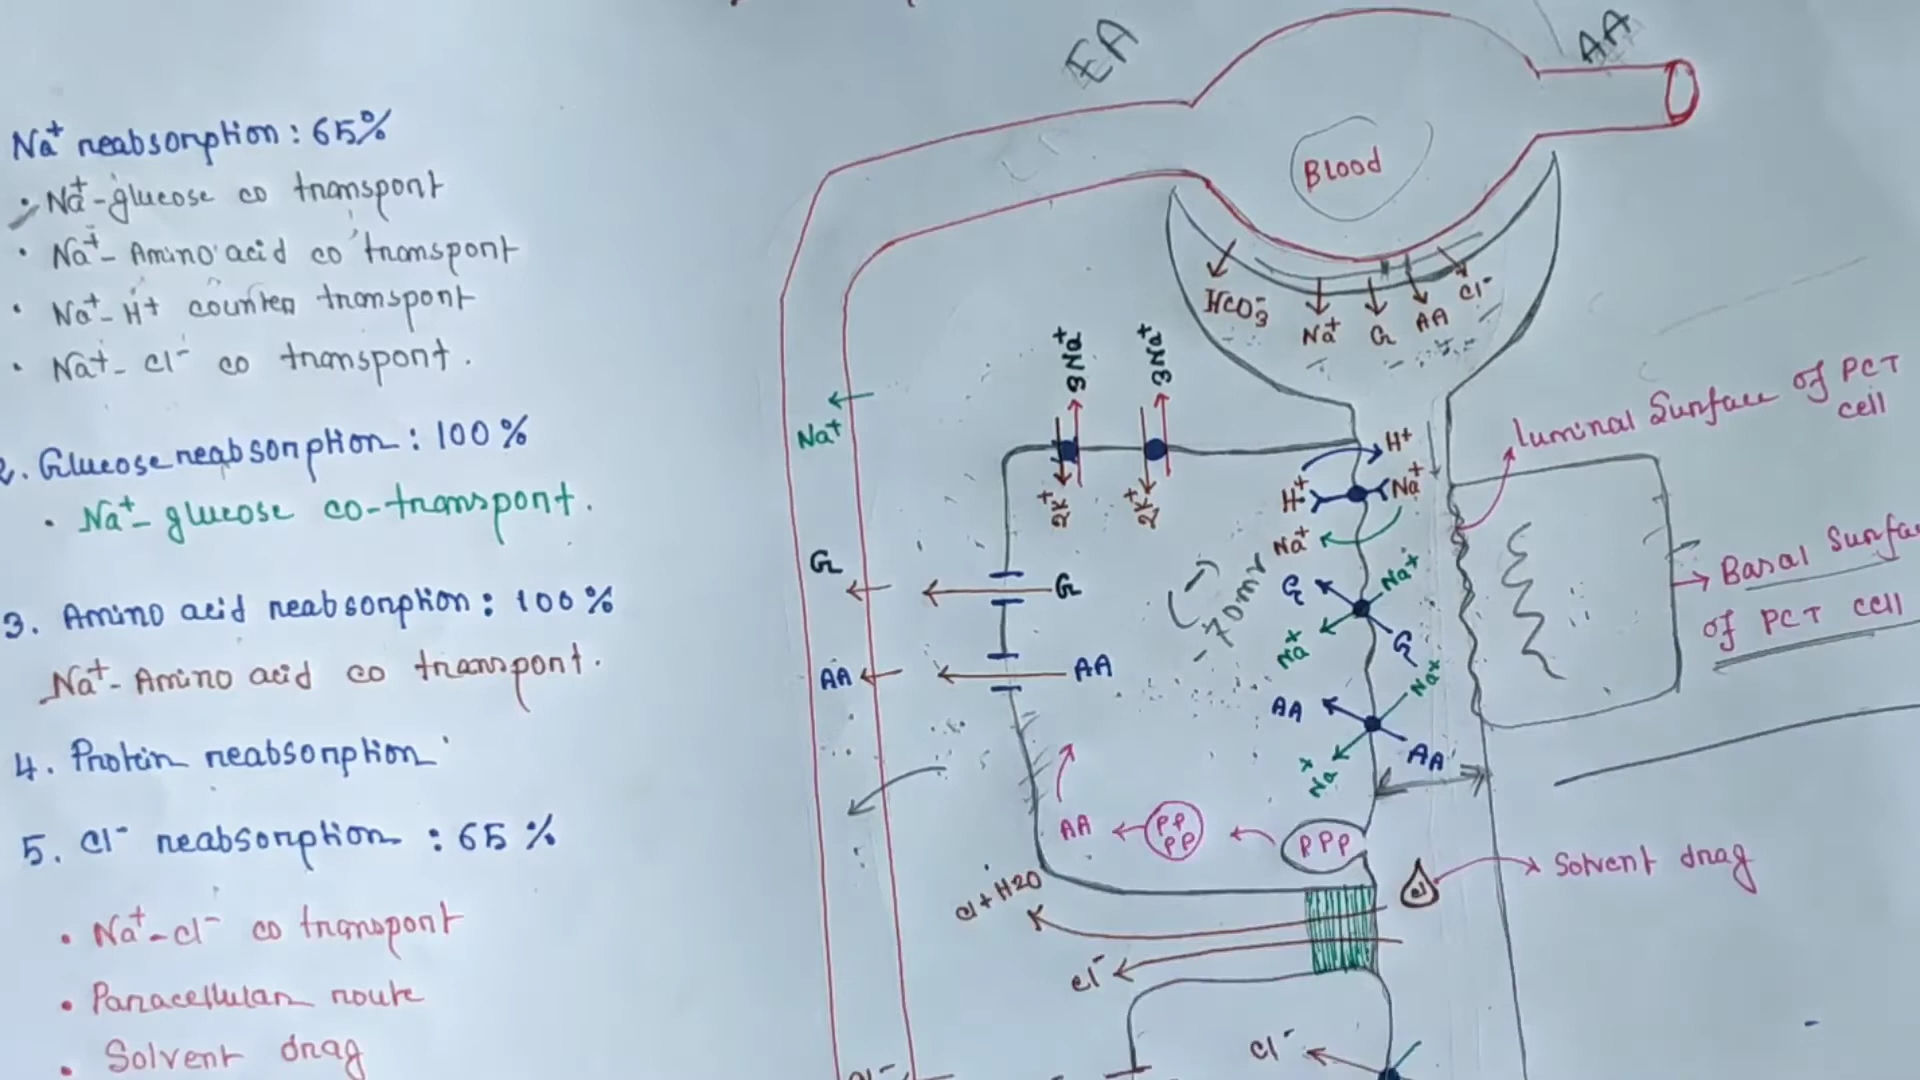 Na+ reabsorption : 65%
• Na+-glucose co transport
• Na+- Amino acid co transport
• Na+- H+ counter transport
• Na+- Cl- co transport.
2. Glucose reabsorption : 100%
• Na+- glucose co-transport.
3. Amino acid reabsorption : 100%
Na+- Amino acid co transport.
4. Protein reabsorption
5. Cl- reabsorption : 65%
• Na+-Cl- co transport
• Paracellular route
• Solvent drag
EA
AA
Blood
HCO3-
Na+
G
AA
Cl-
3Na+
3Na+
2K+
2K+
Na+
G
G
AA
AA
H+
H+
Na+
Na+
-70mv
G
Na+
Na+
G
AA
Na+
Na+
AA
luminal Surface of PCT
cell
Basal Surfa
of PCT cell
AA
PP
PP
PPP
Cl
Solvent drag
Cl + H2O
Cl-
Cl-